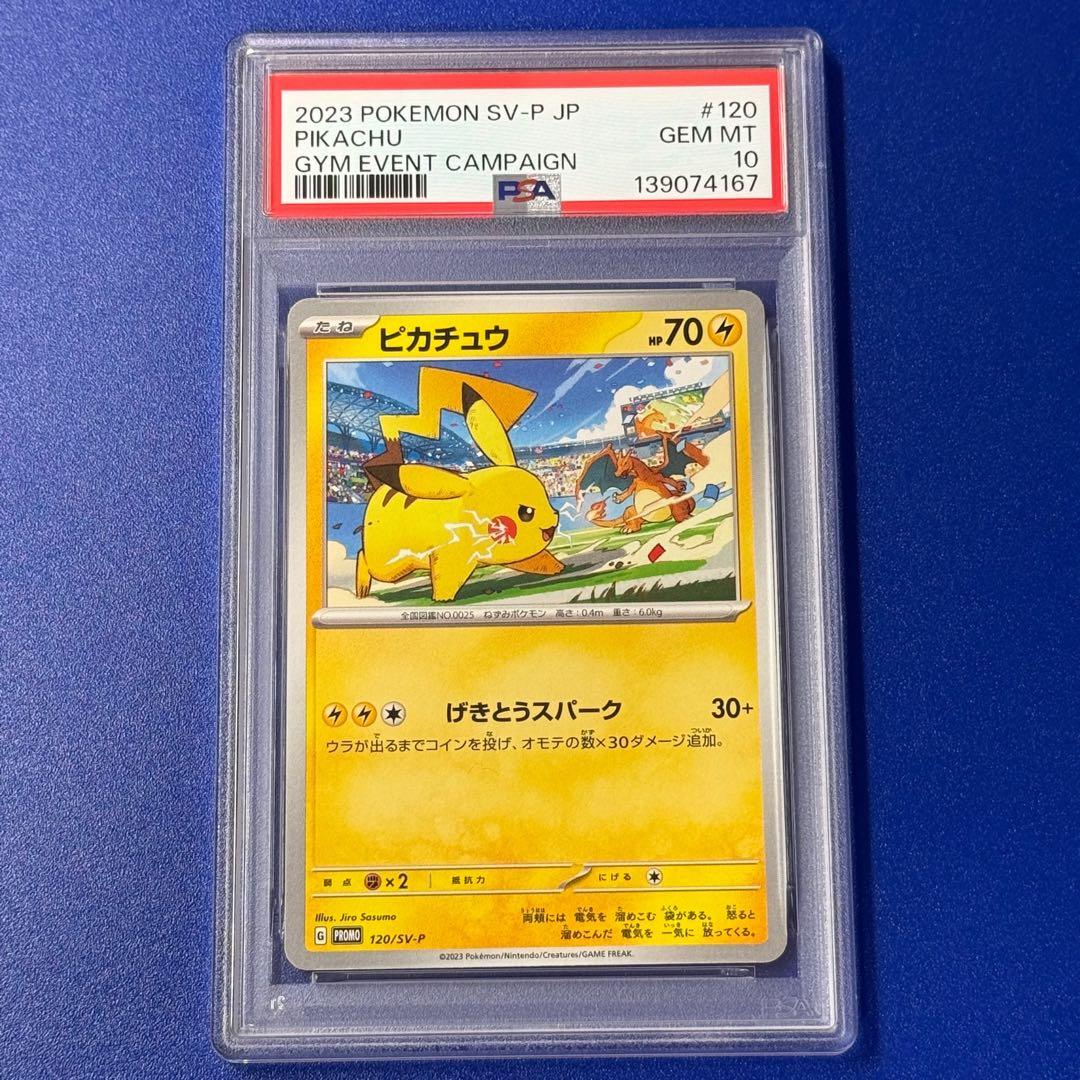 2023 POKEMON SV-P JP #120
PIKACHU GEM MT
GYM EVENT CAMPAIGN 10
139074167
PSA
たね ピカチュウ HP70
全国図鑑NO.0025 ねずみポケモン 高さ:0.4m 重さ:6.0kg
げきとうスパーク 30+
ウラが出るまでコインを投げ、オモテの数×30ダメージ追加。
弱点 ×2 抵抗力 にげる
Illus. Jiro Sasumo
両頬には 電気を 溜めこむ 袋がある。 怒ると
溜めこんだ 電気を 一気に 放ってくる。
G PROMO 120/SV-P
©2023 Pokémon/Nintendo/Creatures/GAME FREAK.
PSA